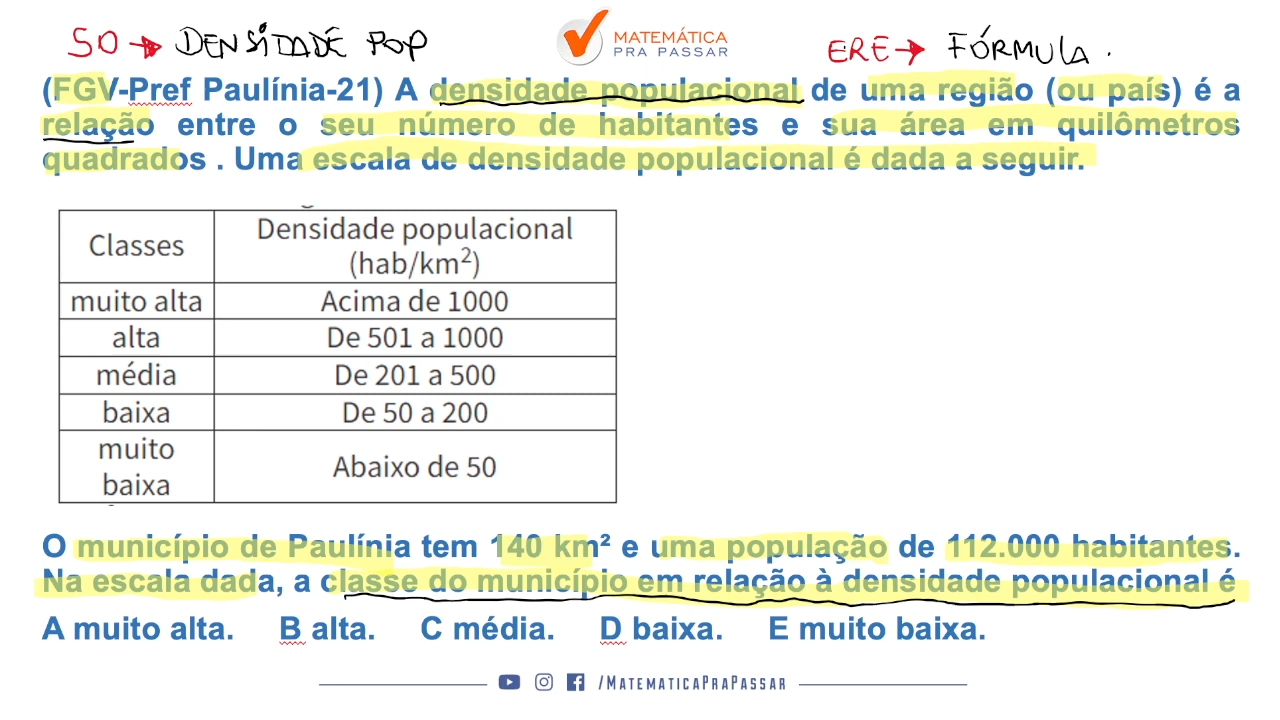 SD → DENSIDADE POP
MATEMÁTICA
PRA PASSAR
ERE → FÓRMULA.
(FGV-Pref Paulínia-21) A densidade populacional de uma região (ou país) é a
relação entre o seu número de habitantes e sua área em quilômetros
quadrados . Uma escala de densidade populacional é dada a seguir.
Classes
Densidade populacional
(hab/km²)
muito alta Acima de 1000
alta De 501 a 1000
média De 201 a 500
baixa De 50 a 200
muito
baixa
Abaixo de 50
O município de Paulínia tem 140 km² e uma população de 112.000 habitantes.
Na escala dada, a classe do município em relação à densidade populacional é
A muito alta. B alta. C média. D baixa. E muito baixa.
/MATEMATICAPRAPASSAR